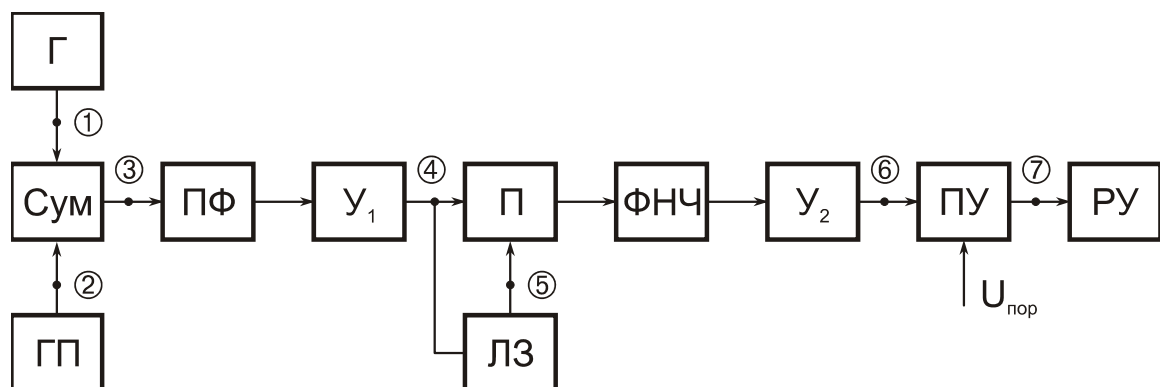 Г
①
Сум
③
ПФ
У₁
④
П
ФНЧ
У₂
⑥
ПУ
⑦
РУ
②
⑤
Uпор
ГП
ЛЗ